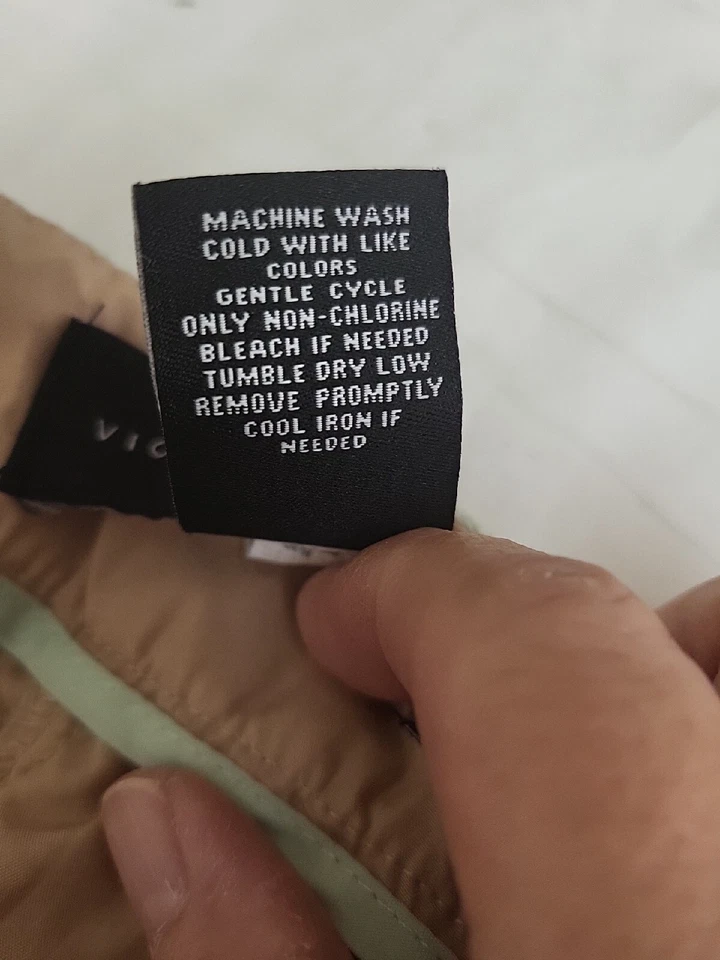 MACHINE WASH
COLD WITH LIKE
COLORS
GENTLE CYCLE
ONLY NON-CHLORINE
BLEACH IF NEEDED
TUMBLE DRY LOW
REMOVE PROMPTLY
COOL IRON IF
NEEDED
VIC